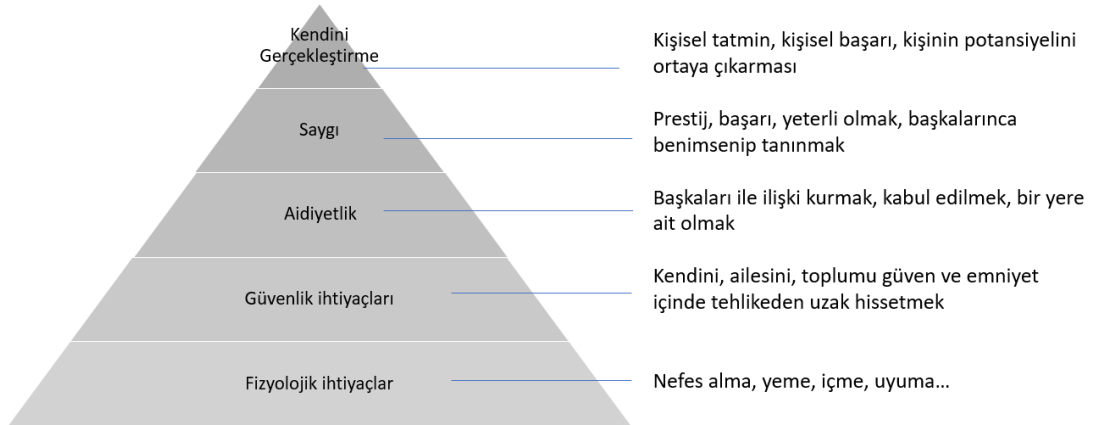 Kendini
Gerçekleştirme
Kişisel tatmin, kişisel başarı, kişinin potansiyelini
ortaya çıkarması
Saygı
Prestij, başarı, yeterli olmak, başkalarınca
benimsenip tanınmak
Aidiyetlik
Başkaları ile ilişki kurmak, kabul edilmek, bir yere
ait olmak
Güvenlik ihtiyaçları
Kendini, ailesini, toplumu güven ve emniyet
içinde tehlikeden uzak hissetmek
Fizyolojik ihtiyaçlar
Nefes alma, yeme, içme, uyuma…